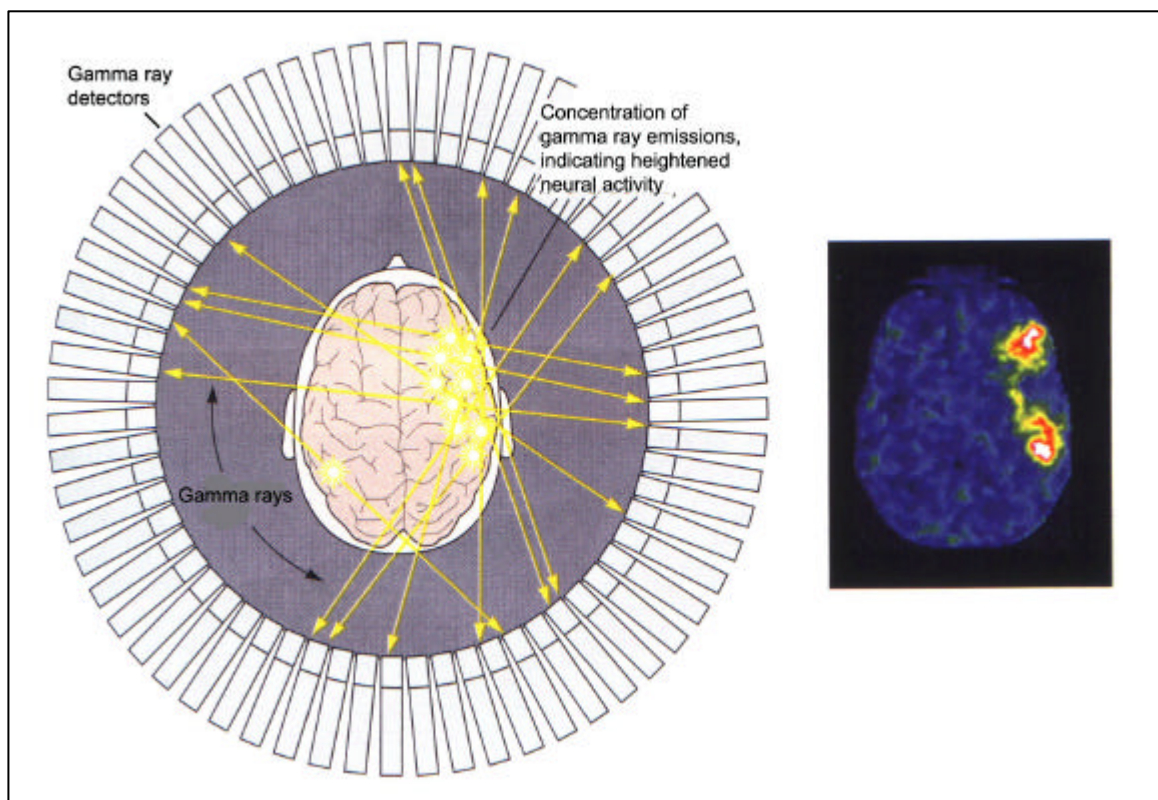 Gamma ray
detectors
Concentration of
gamma ray emissions,
indicating heightened
neural activity
Gamma rays